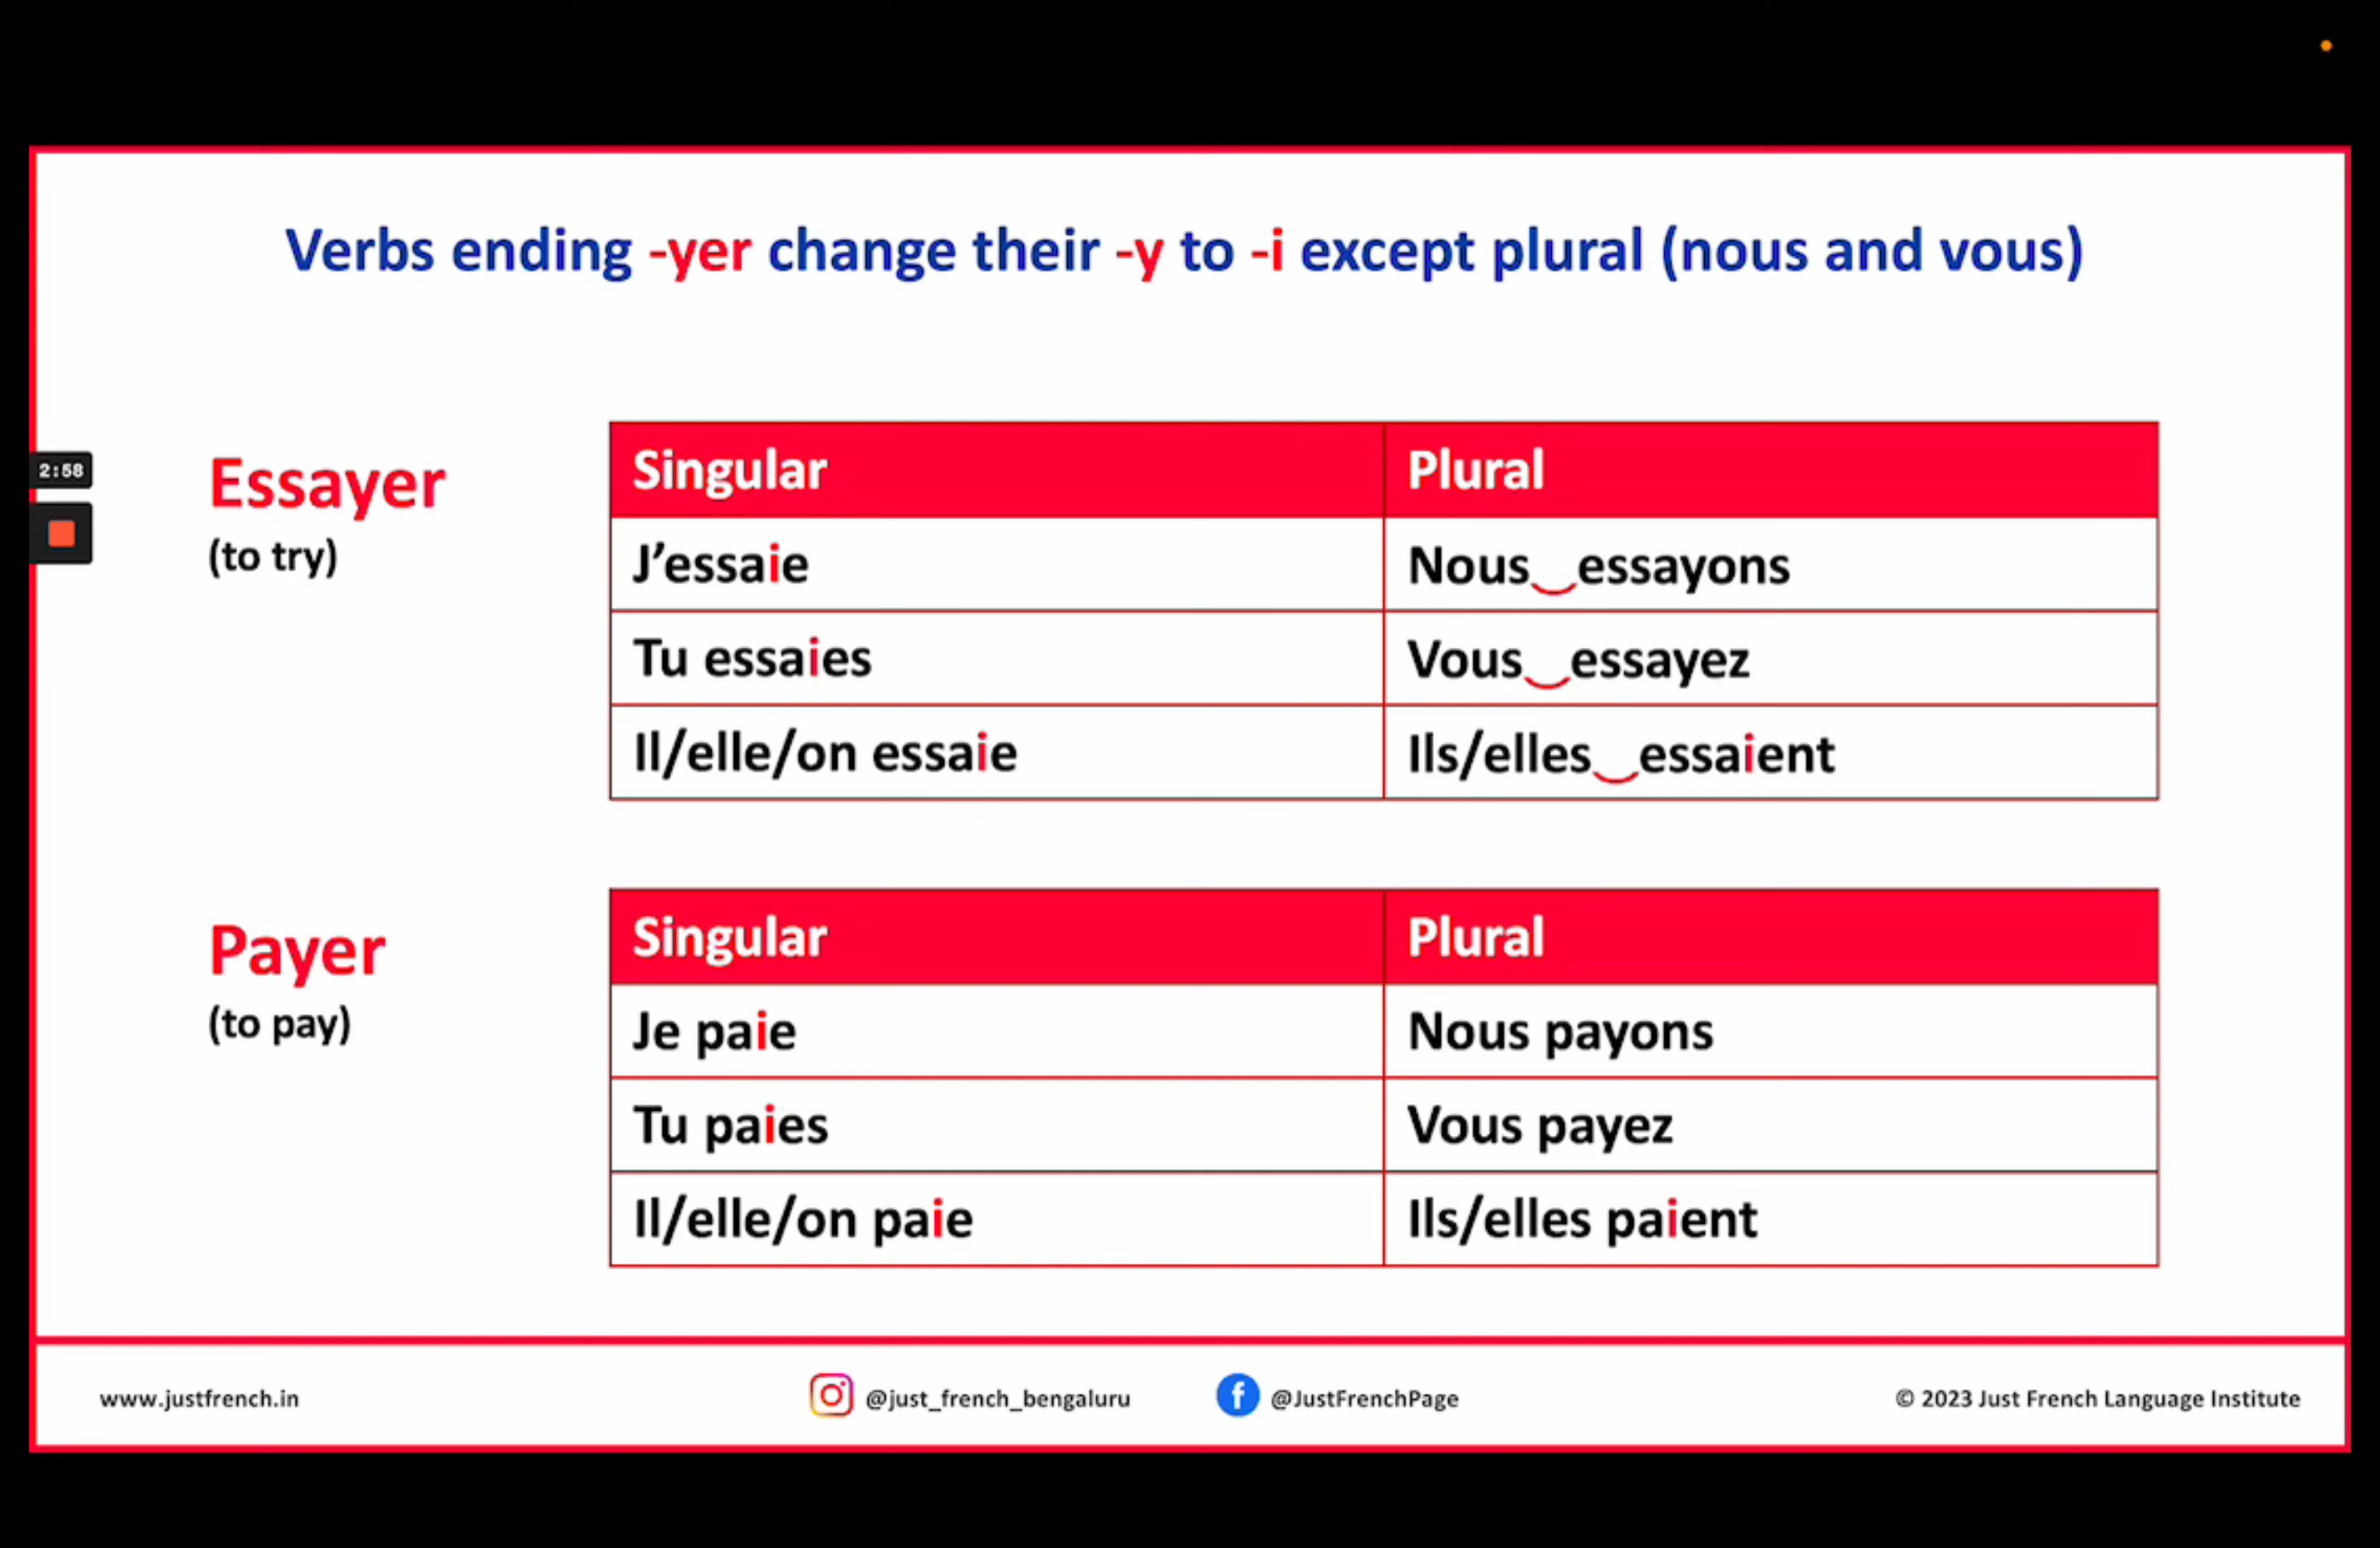 Verbs ending -yer change their -y to -i except plural (nous and vous)
2:58
Essayer
(to try)
Singular Plural
J’essaie Nous essayons
Tu essaies Vous essayez
Il/elle/on essaie Ils/elles essaient
Payer
(to pay)
Singular Plural
Je paie Nous payons
Tu paies Vous payez
Il/elle/on paie Ils/elles paient
www.justfrench.in @just_french_bengaluru @JustFrenchPage © 2023 Just French Language Institute